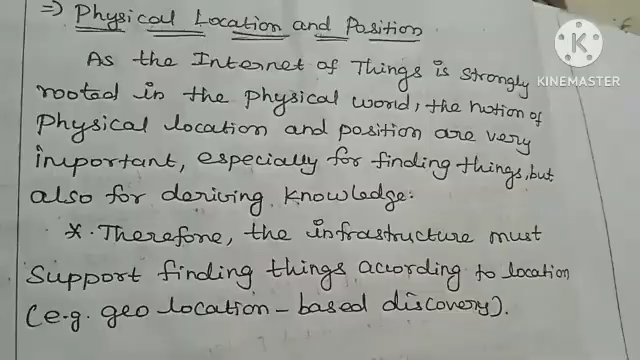 ⇒ Physical Location and Position
As the Internet of Things is strongly
rooted in the physical world, the notion of
physical location and position are very
important, especially for finding things, but
also for deriving knowledge.
*. Therefore, the infrastructure must
Support finding things according to location
(e.g. geo location-based discovery).
K
KINEMASTER